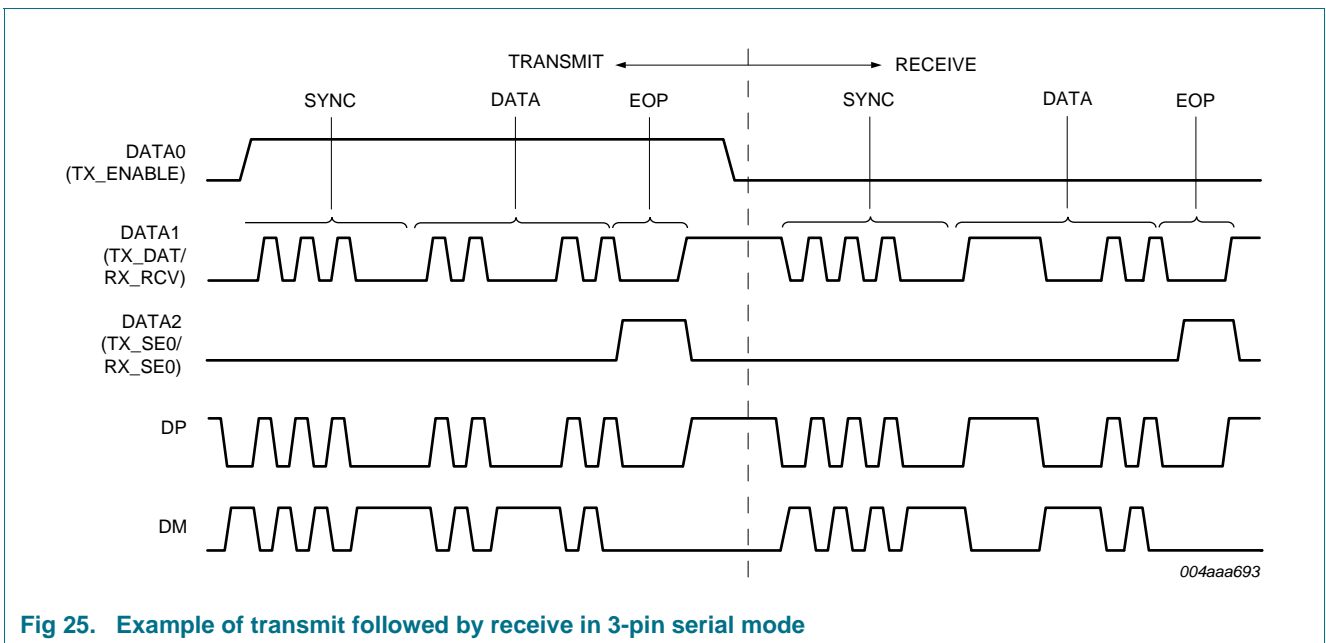 TRANSMIT
RECEIVE
SYNC
DATA
EOP
SYNC
DATA
EOP
DATA0
(TX_ENABLE)
DATA1
(TX_DAT/
RX_RCV)
DATA2
(TX_SE0/
RX_SE0)
DP
DM
004aaa693
Fig 25. Example of transmit followed by receive in 3-pin serial mode